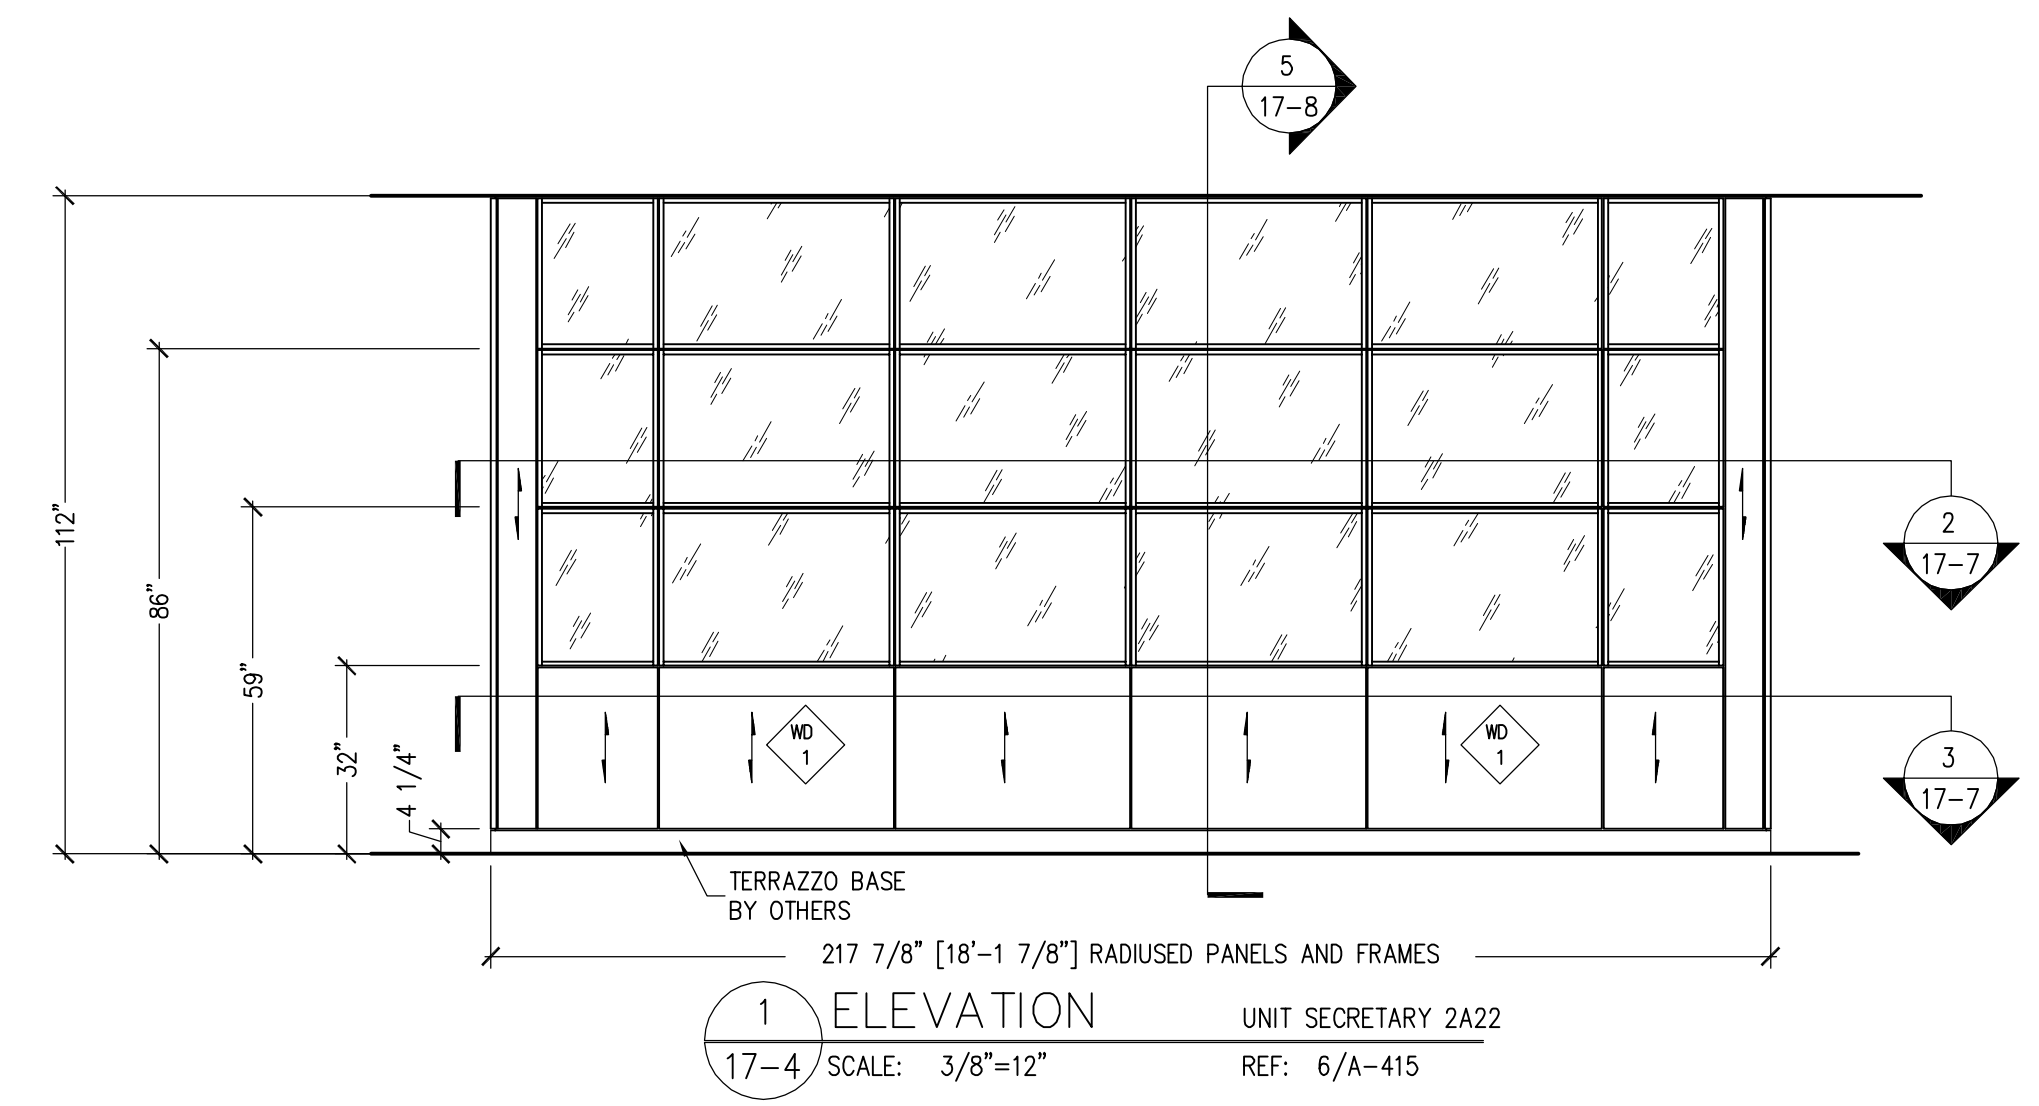 5
17-8
112"
86"
59"
32"
4 1/4"
2
17-7
WD
1
WD
1
3
17-7
TERRAZZO BASE
BY OTHERS
217 7/8" [18'-1 7/8"] RADIUSED PANELS AND FRAMES
1
17-4
ELEVATION
UNIT SECRETARY 2A22
SCALE: 3/8"=12"
REF: 6/A-415